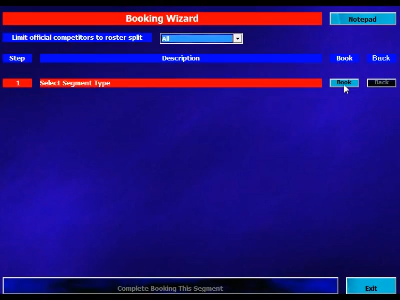 Booking Wizard
Notepad
Limit official competitors to roster split
All
Step Description Book Back
1 Select Segment Type Book Back
Complete Booking This Segment
Exit